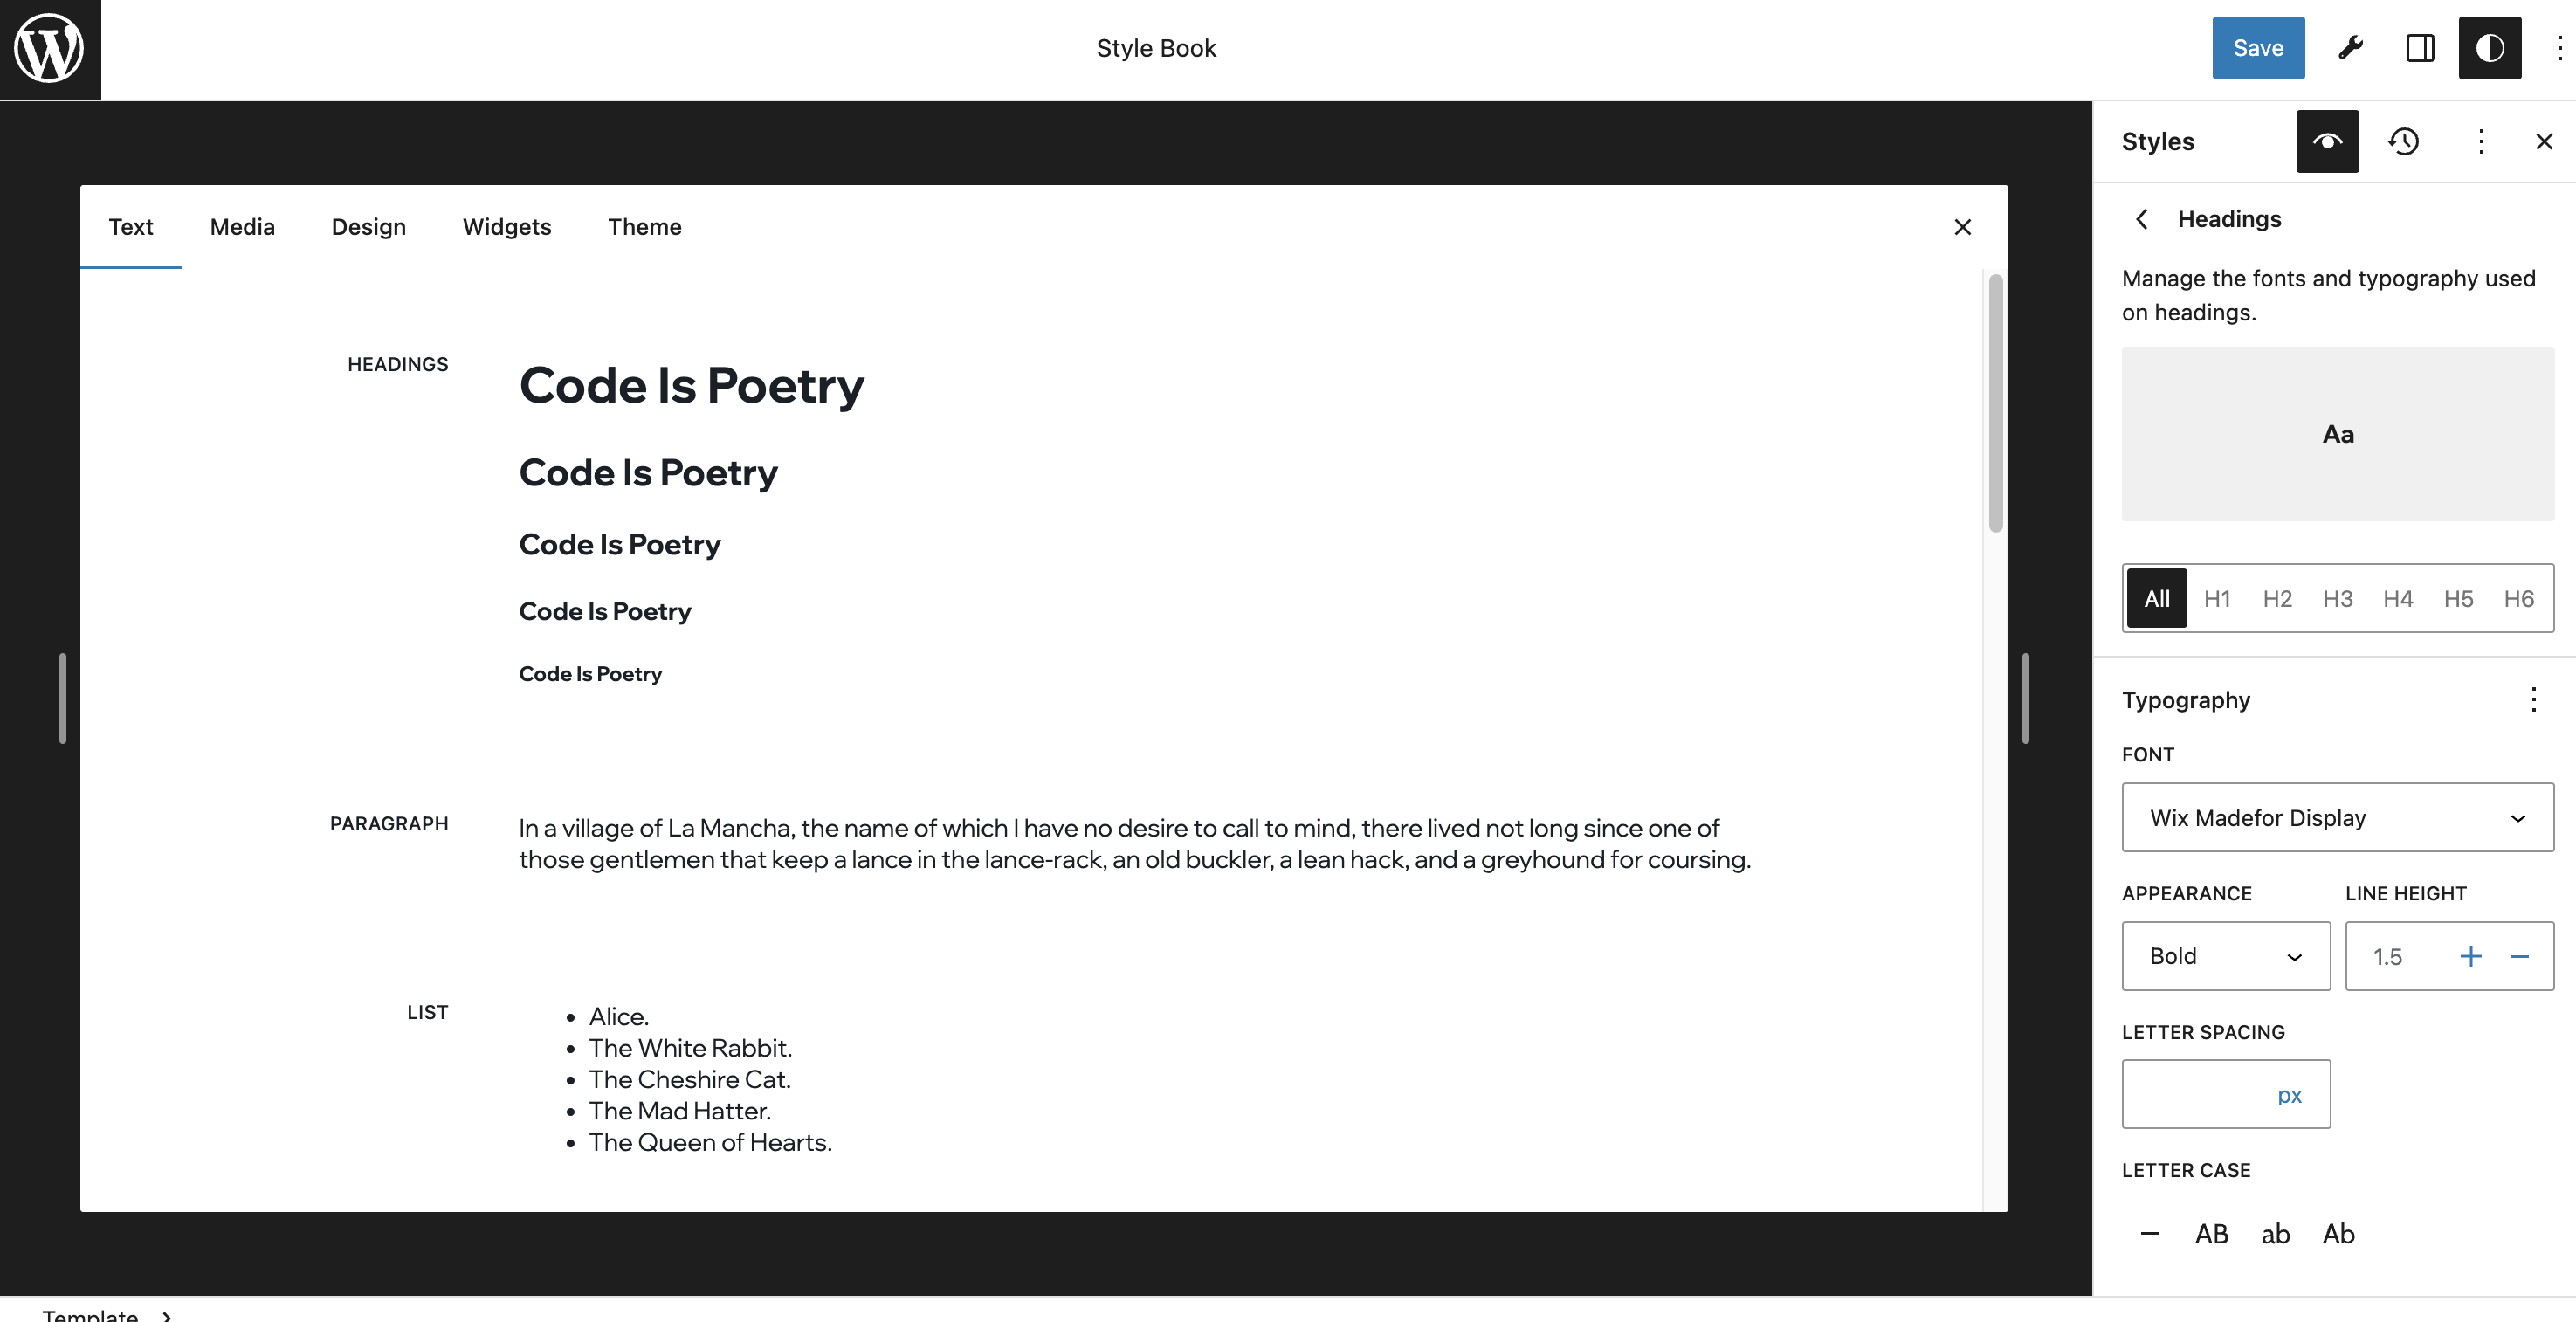 Style Book
Save
Styles
Text Media Design Widgets Theme
Headings
Manage the fonts and typography used
on headings.
HEADINGS
Code Is Poetry
Code Is Poetry
Code Is Poetry
Code Is Poetry
Code Is Poetry
PARAGRAPH
In a village of La Mancha, the name of which I have no desire to call to mind, there lived not long since one of
those gentlemen that keep a lance in the lance-rack, an old buckler, a lean hack, and a greyhound for coursing.
LIST
• Alice.
• The White Rabbit.
• The Cheshire Cat.
• The Mad Hatter.
• The Queen of Hearts.
Aa
All H1 H2 H3 H4 H5 H6
Typography
FONT
Wix Madefor Display
APPEARANCE LINE HEIGHT
Bold 1.5 + −
LETTER SPACING
px
LETTER CASE
– AB ab Ab
Template